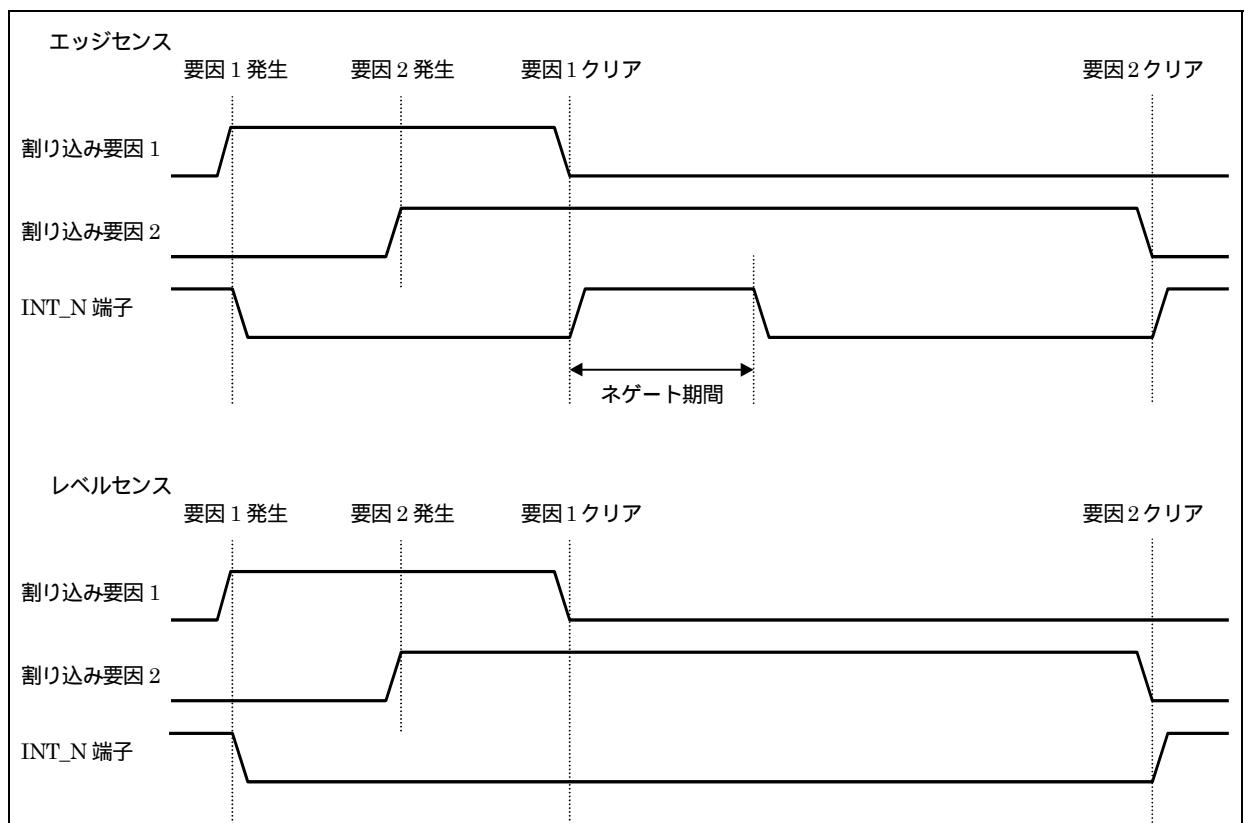 エッジセンス
要因 1 発生 要因 2 発生 要因 1 クリア 要因 2 クリア
割り込み要因 1
割り込み要因 2
INT_N 端子
ネゲート期間
レベルセンス
要因 1 発生 要因 2 発生 要因 1 クリア 要因 2 クリア
割り込み要因 1
割り込み要因 2
INT_N 端子